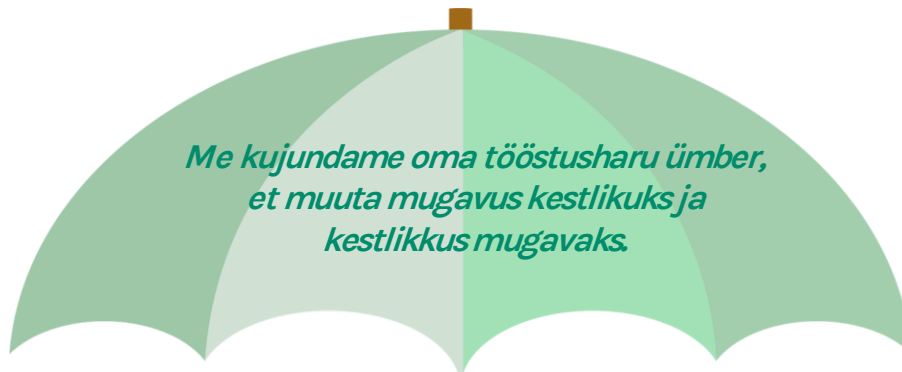 Me kujundame oma tööstusharu ümber,
et muuta mugavus kestlikuks ja
kestlikkus mugavaks.